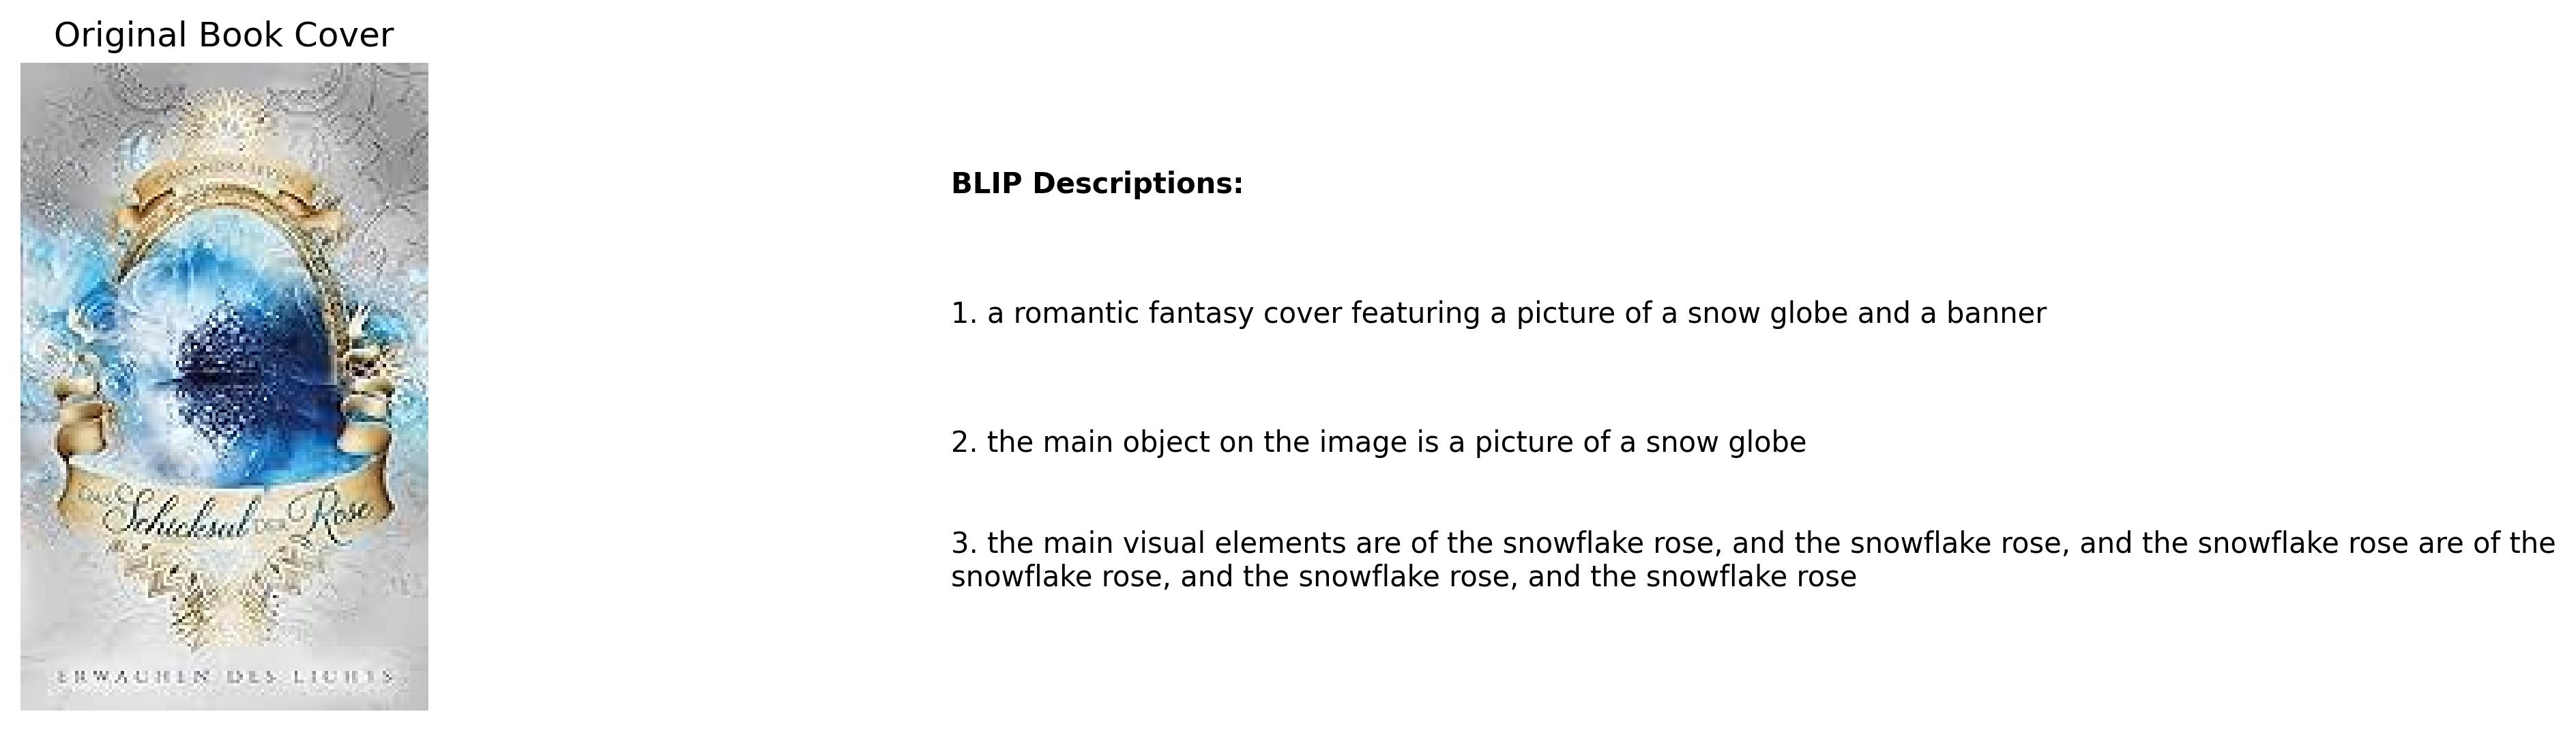 Original Book Cover
Schicksal DER Rose
ERWACHEN DES LICHTS
BLIP Descriptions:
1. a romantic fantasy cover featuring a picture of a snow globe and a banner
2. the main object on the image is a picture of a snow globe
3. the main visual elements are of the snowflake rose, and the snowflake rose, and the snowflake rose are of the
snowflake rose, and the snowflake rose, and the snowflake rose